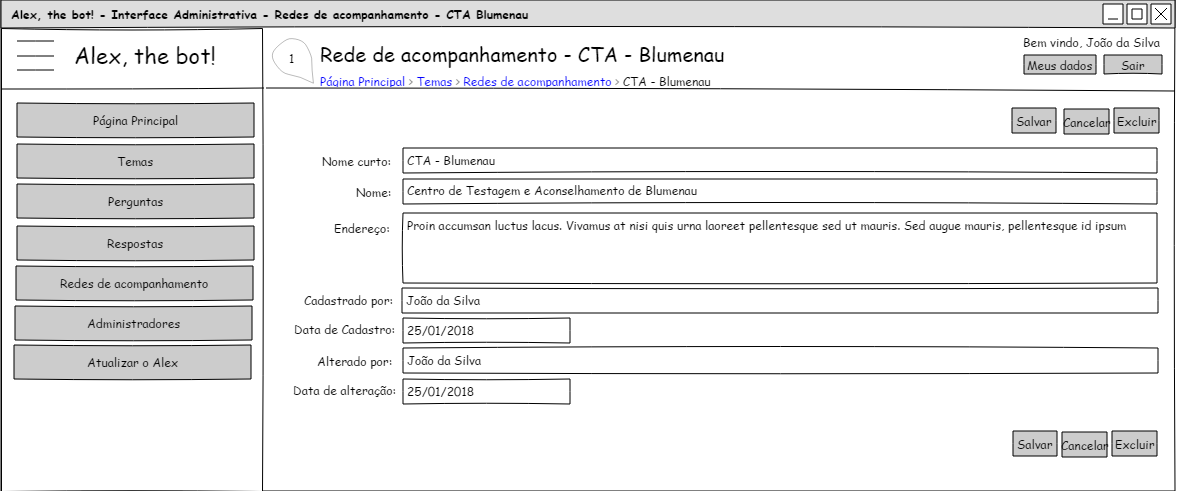 Alex, the bot! - Interface Administrativa - Redes de acompanhamento - CTA Blumenau
Alex, the bot!
1
Rede de acompanhamento - CTA - Blumenau
Página Principal > Temas > Redes de acompanhamento > CTA - Blumenau
Bem vindo, João da Silva
Meus dados
Sair
Página Principal
Temas
Perguntas
Respostas
Redes de acompanhamento
Administradores
Atualizar o Alex
Salvar
Cancelar
Excluir
Nome curto: CTA - Blumenau
Nome: Centro de Testagem e Aconselhamento de Blumenau
Endereço: Proin accumsan luctus lacus. Vivamus at nisi quis urna laoreet pellentesque sed ut mauris. Sed augue mauris, pellentesque id ipsum
Cadastrado por: João da Silva
Data de Cadastro: 25/01/2018
Alterado por: João da Silva
Data de alteração: 25/01/2018
Salvar
Cancelar
Excluir